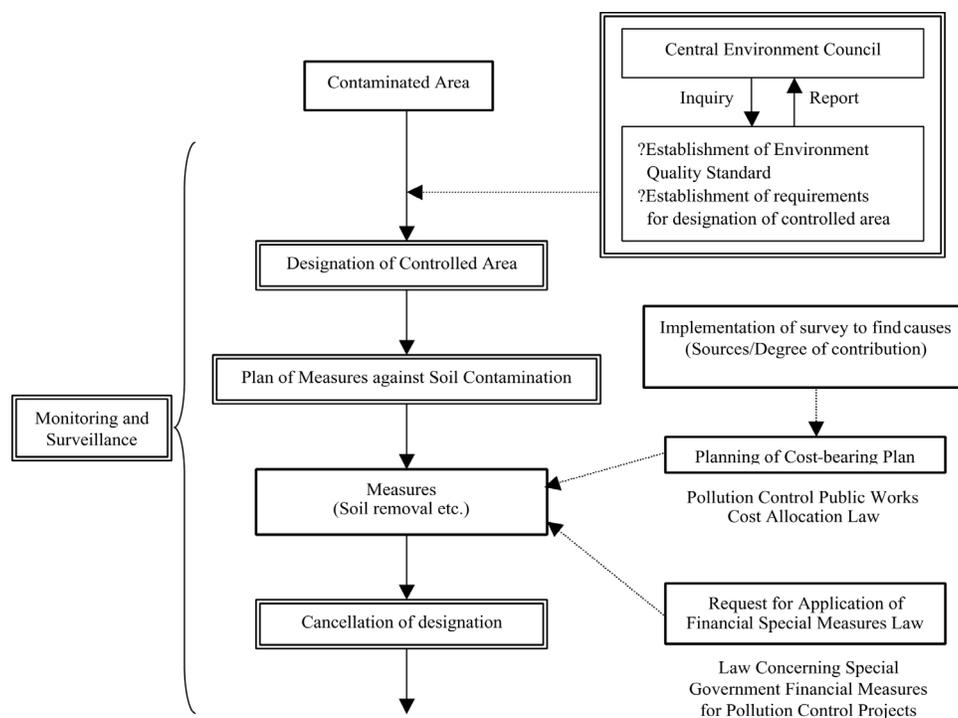 Central Environment Council
Inquiry
Report
?Establishment of Environment
Quality Standard
?Establishment of requirements
for designation of controlled area
Contaminated Area
Designation of Controlled Area
Plan of Measures against Soil Contamination
Monitoring and
Surveillance
Measures
(Soil removal etc.)
Cancellation of designation
Implementation of survey to find causes
(Sources/Degree of contribution)
Planning of Cost-bearing Plan
Pollution Control Public Works
Cost Allocation Law
Request for Application of
Financial Special Measures Law
Law Concerning Special
Government Financial Measures
for Pollution Control Projects